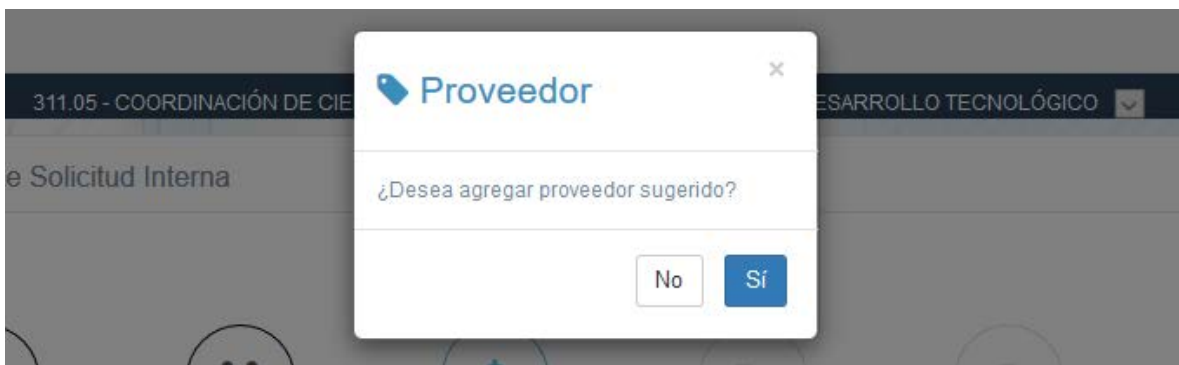 Proveedor ×
311.05 - COORDINACIÓN DE CIE ESARROLLO TECNOLÓGICO
e Solicitud Interna
¿Desea agregar proveedor sugerido?
No Sí